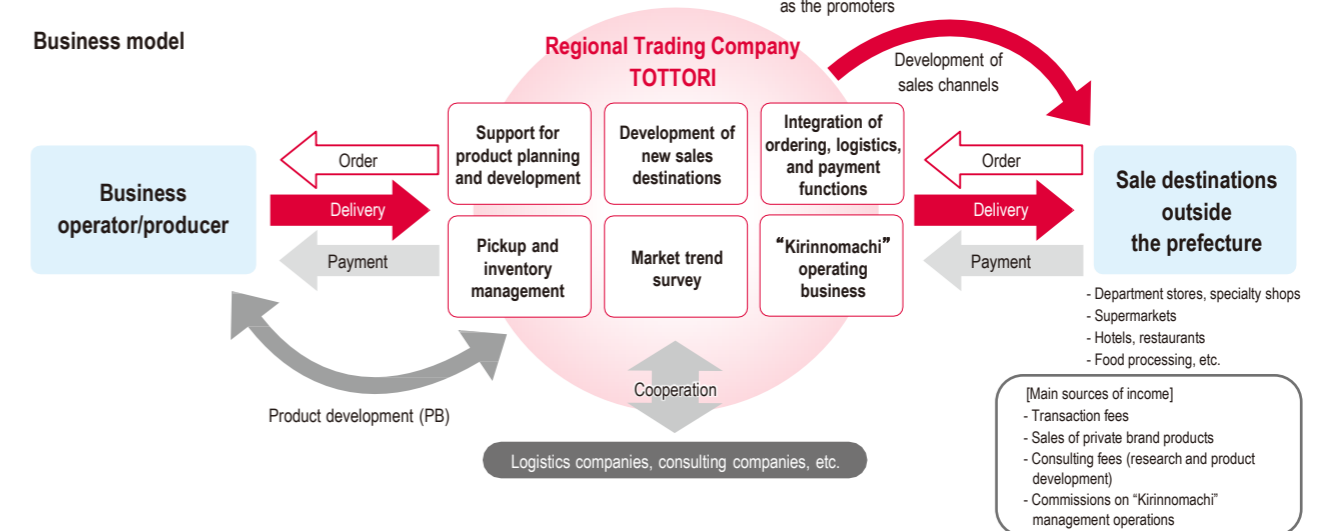 as the promoters
Business model
Regional Trading Company
TOTTORI
Development of
sales channels
Support for
product planning
and development
Development of
new sales
destinations
Integration of
ordering, logistics,
and payment
functions
Order
Delivery
Payment
Business
operator/producer
Pickup and
inventory
management
Market trend
survey
“Kirinnomachi”
operating
business
Order
Delivery
Payment
Sale destinations
outside
the prefecture
- Department stores, specialty shops
- Supermarkets
- Hotels, restaurants
- Food processing, etc.
Product development (PB)
Cooperation
Logistics companies, consulting companies, etc.
[Main sources of income]
- Transaction fees
- Sales of private brand products
- Consulting fees (research and product
development)
- Commissions on “Kirinnomachi”
management operations